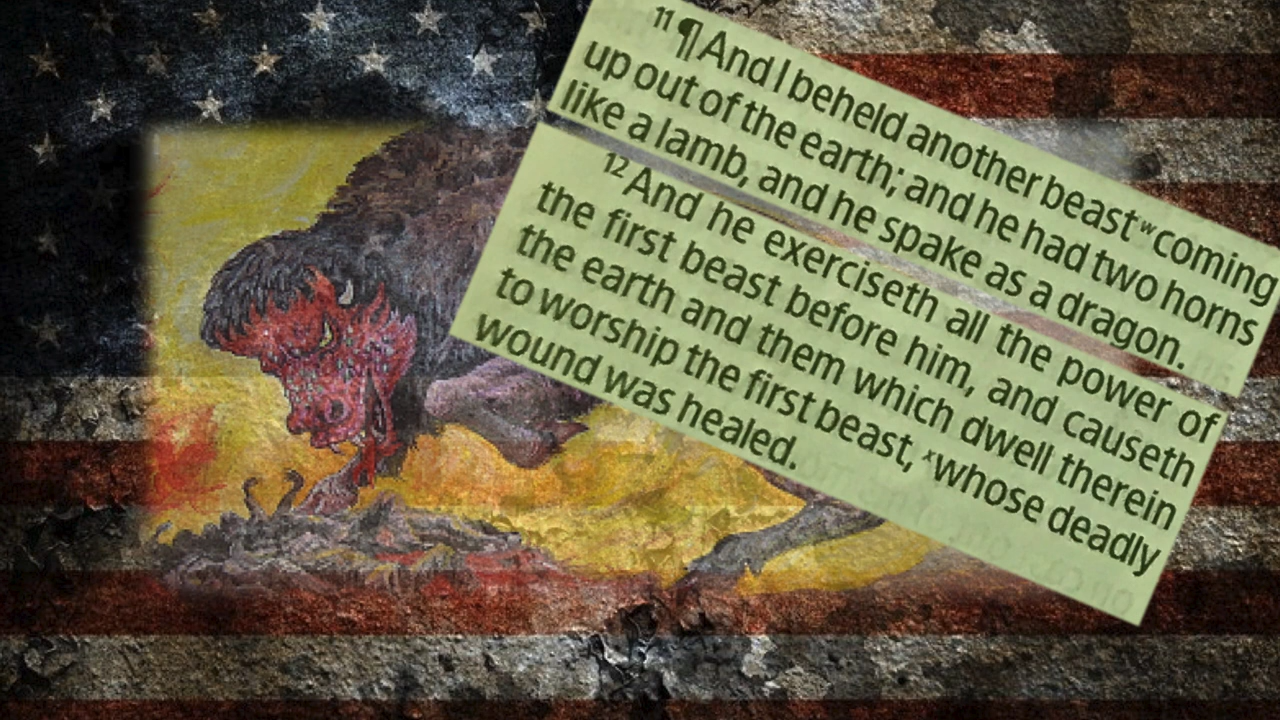 11 ¶ And I beheld another beast w coming
up out of the earth; and he had two horns
like a lamb, and he spake as a dragon.
12 And he exerciseth all the power of
the first beast before him, and causeth
the earth and them which dwell therein
to worship the first beast, x whose deadly
wound was healed.